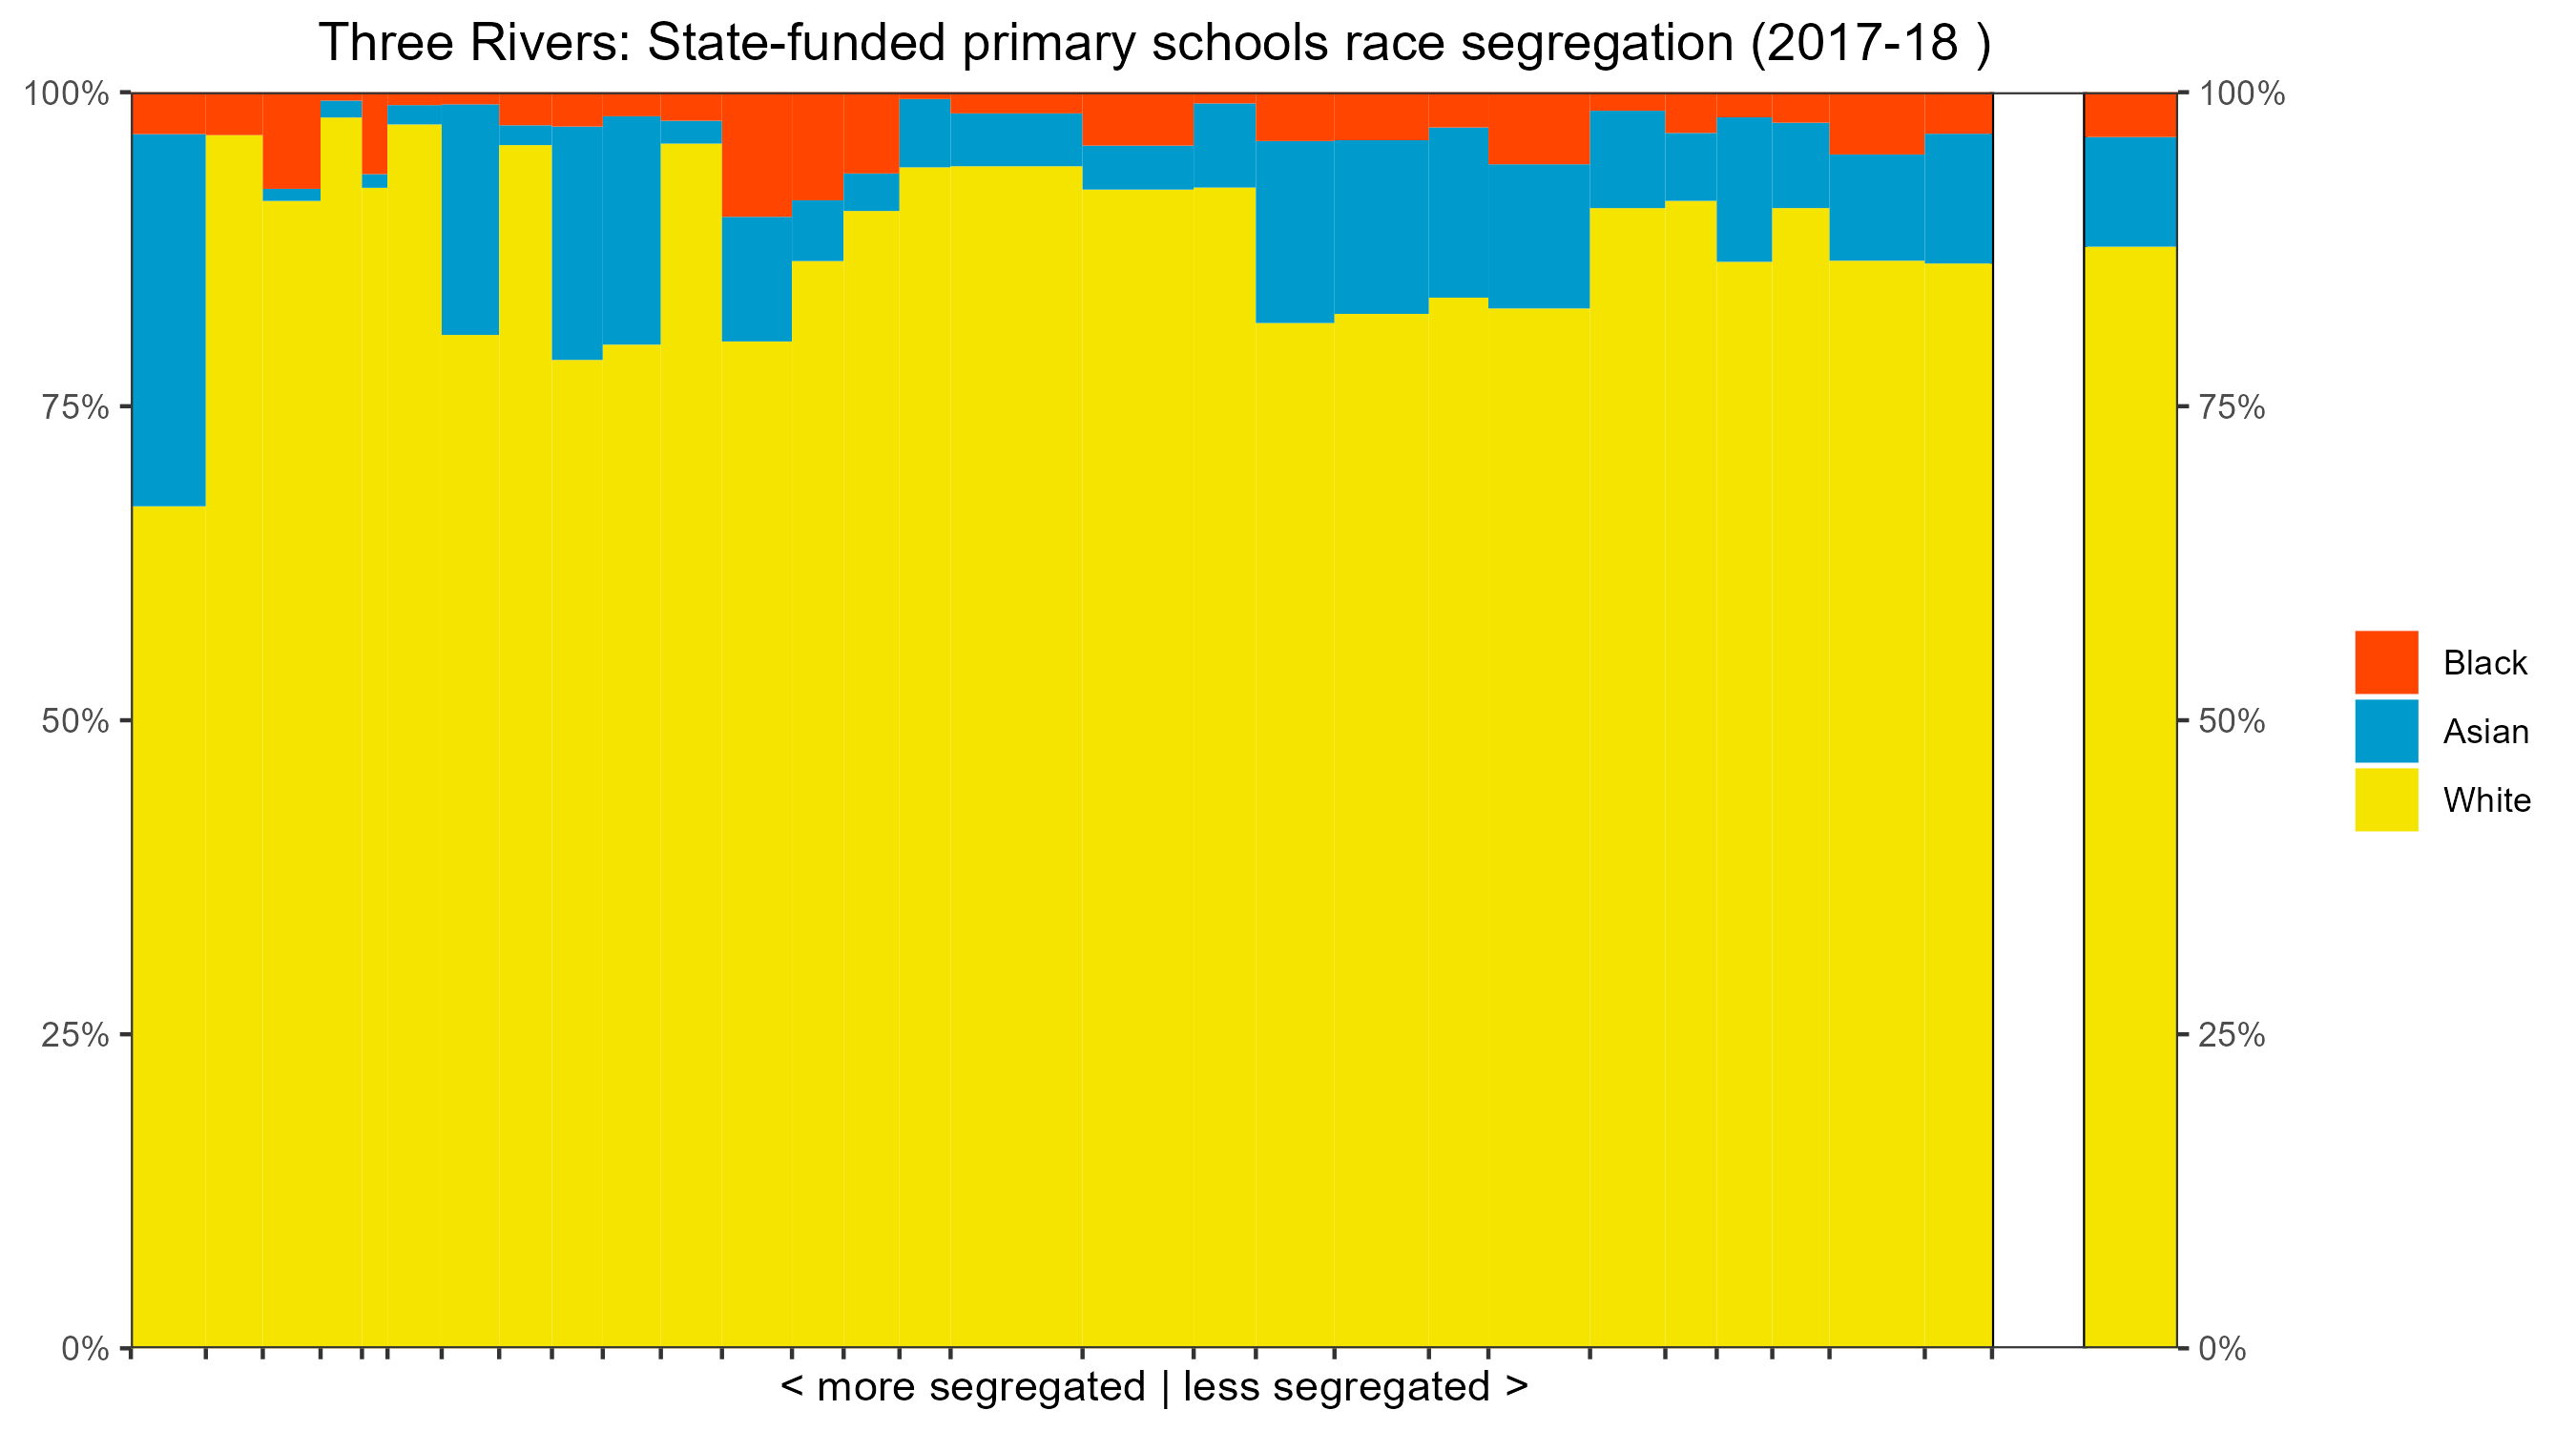 Three Rivers: State-funded primary schools race segregation (2017-18 )
100%
75%
50%
25%
0%
100%
75%
50%
25%
0%
Black
Asian
White
< more segregated | less segregated >